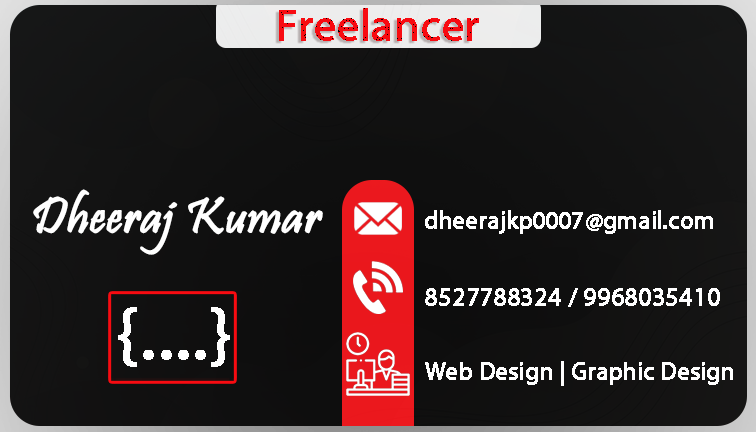 Freelancer
Dheeraj Kumar
dheerajkp0007@gmail.com
8527788324 / 9968035410
{....}
Web Design | Graphic Design